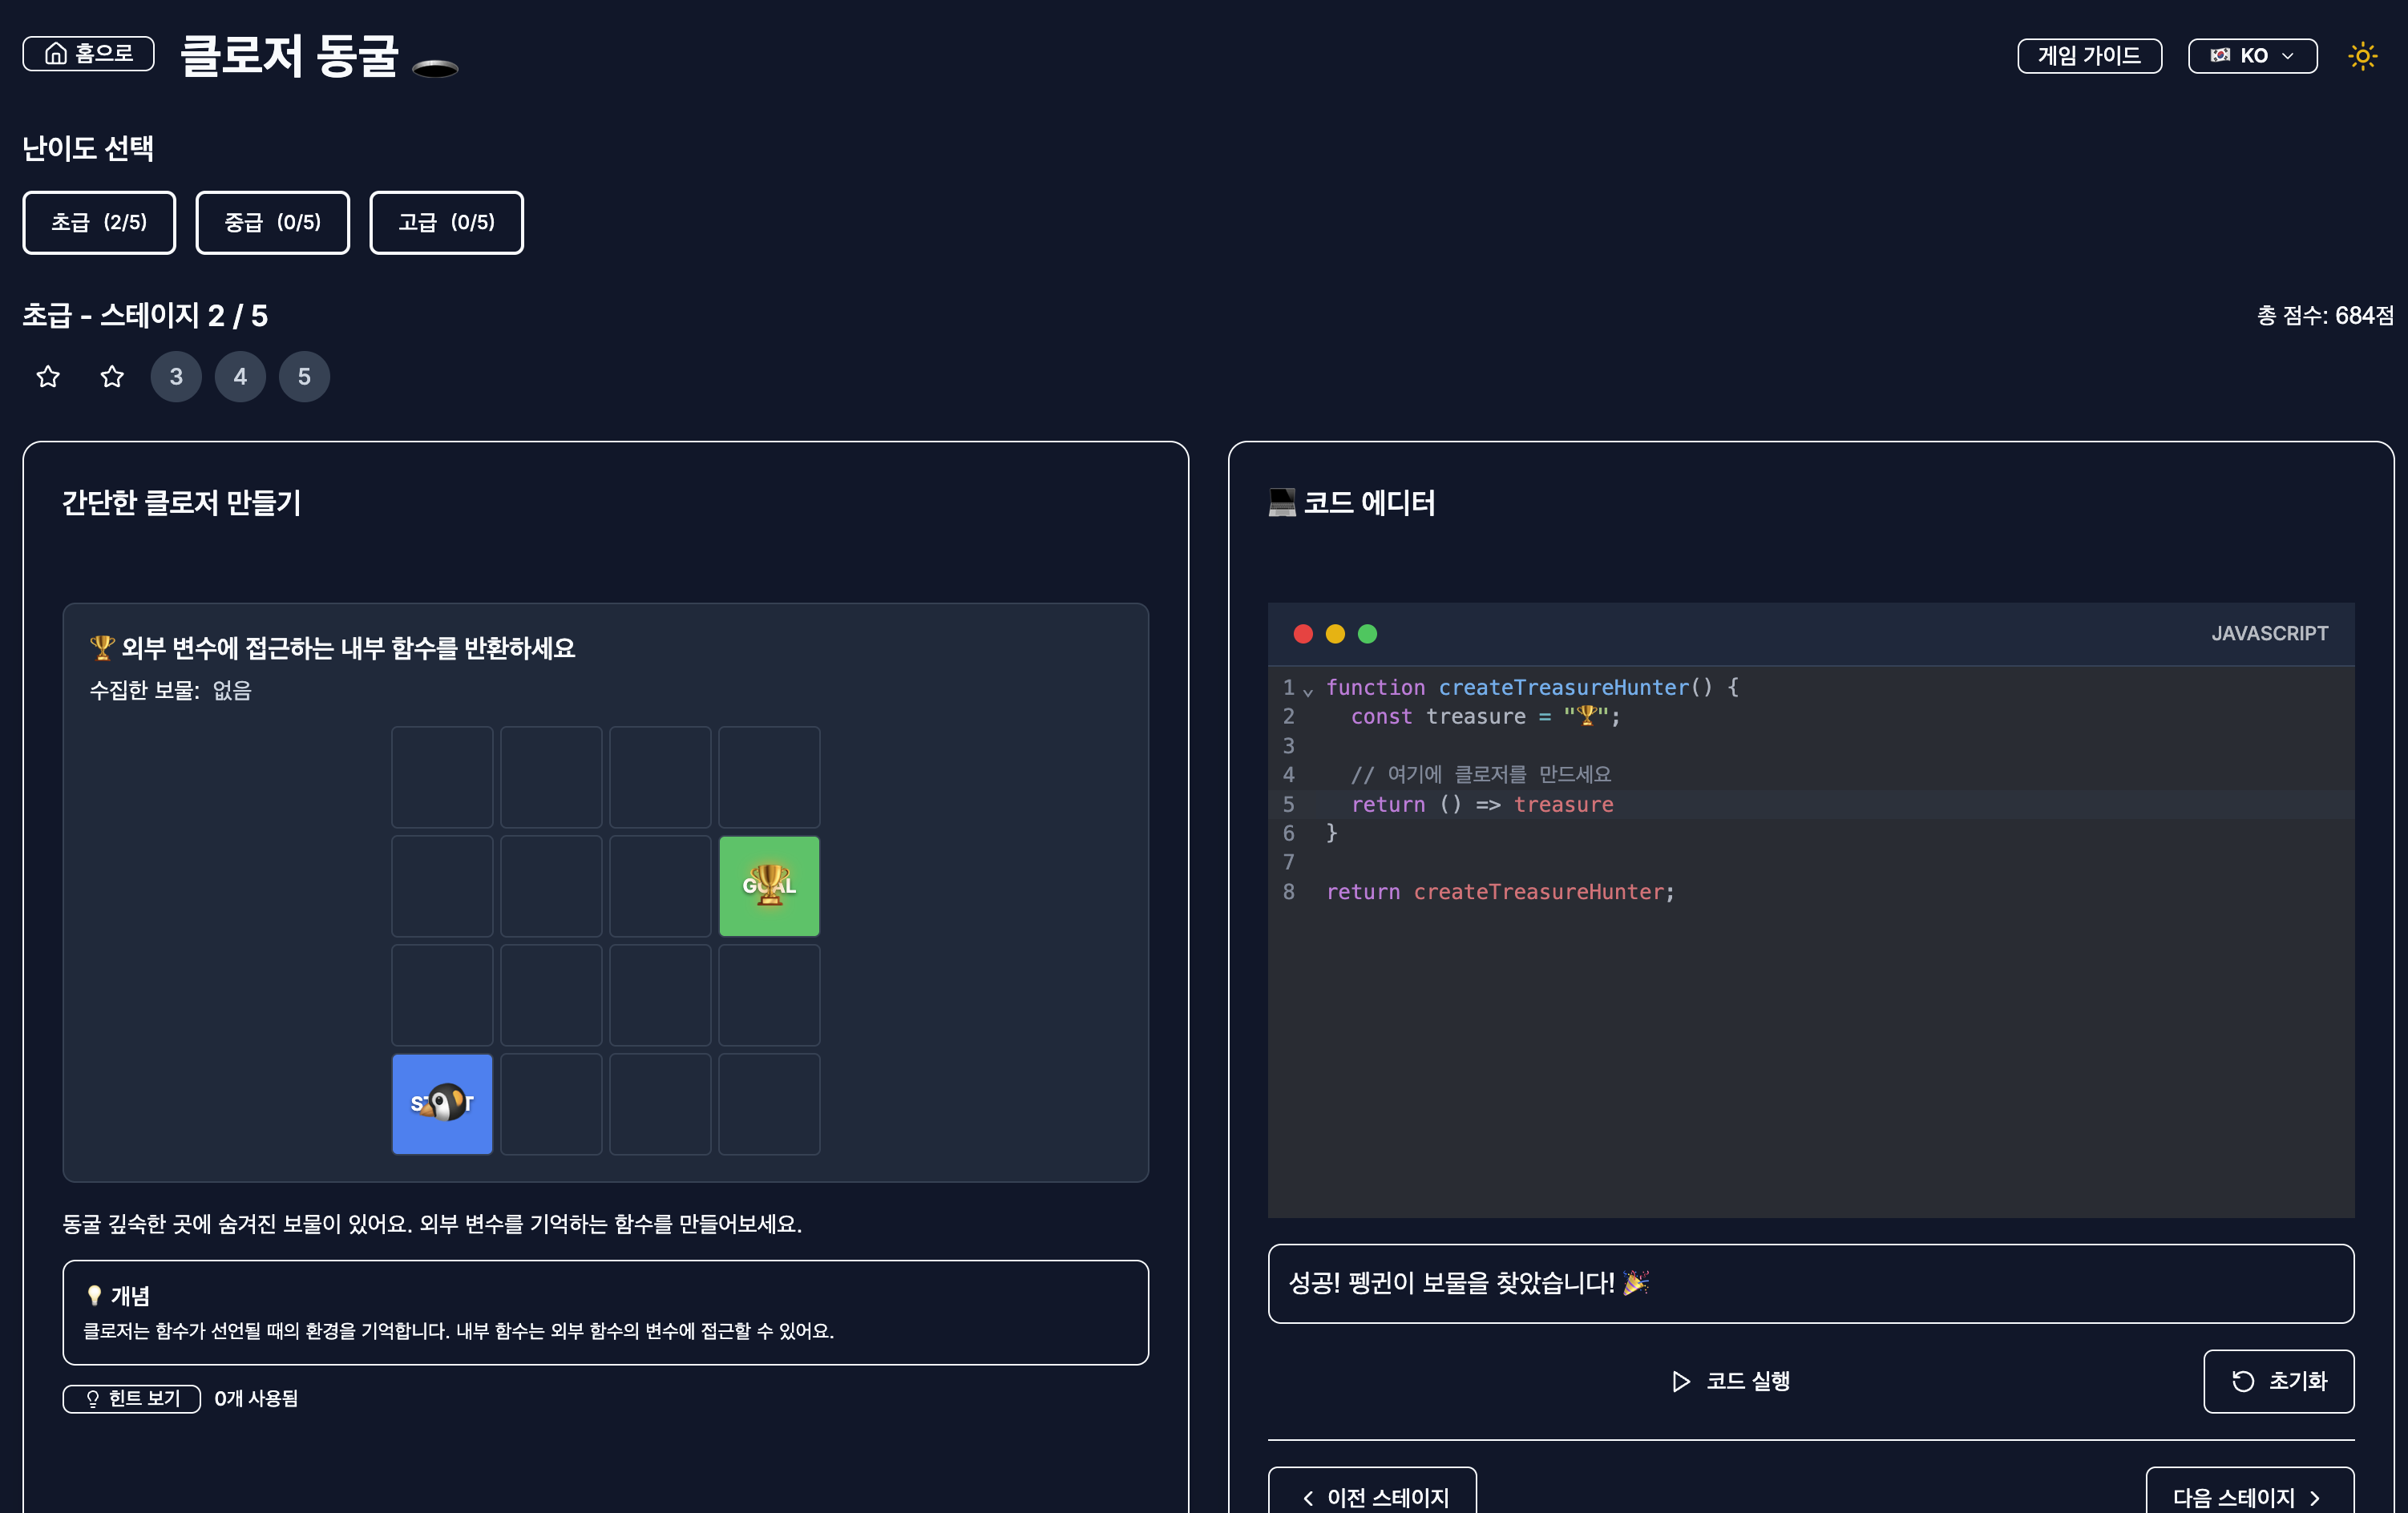 홈으로
클로저 동굴
게임 가이드
KO
난이도 선택
초급 (2/5)
중급 (0/5)
고급 (0/5)
초급 - 스테이지 2 / 5
총 점수: 684점
3
4
5
간단한 클로저 만들기
🏆 외부 변수에 접근하는 내부 함수를 반환하세요
수집한 보물: 없음
GOAL
동굴 깊숙한 곳에 숨겨진 보물이 있어요. 외부 변수를 기억하는 함수를 만들어보세요.
💡 개념
클로저는 함수가 선언될 때의 환경을 기억합니다. 내부 함수는 외부 함수의 변수에 접근할 수 있어요.
힌트 보기 0개 사용됨
💻 코드 에디터
JAVASCRIPT
1 function createTreasureHunter() {
2 const treasure = "🏆";
3
4 // 여기에 클로저를 만드세요
5 return () => treasure
6 }
7
8 return createTreasureHunter;
성공! 펭귄이 보물을 찾았습니다! 🎉
코드 실행
초기화
이전 스테이지
다음 스테이지